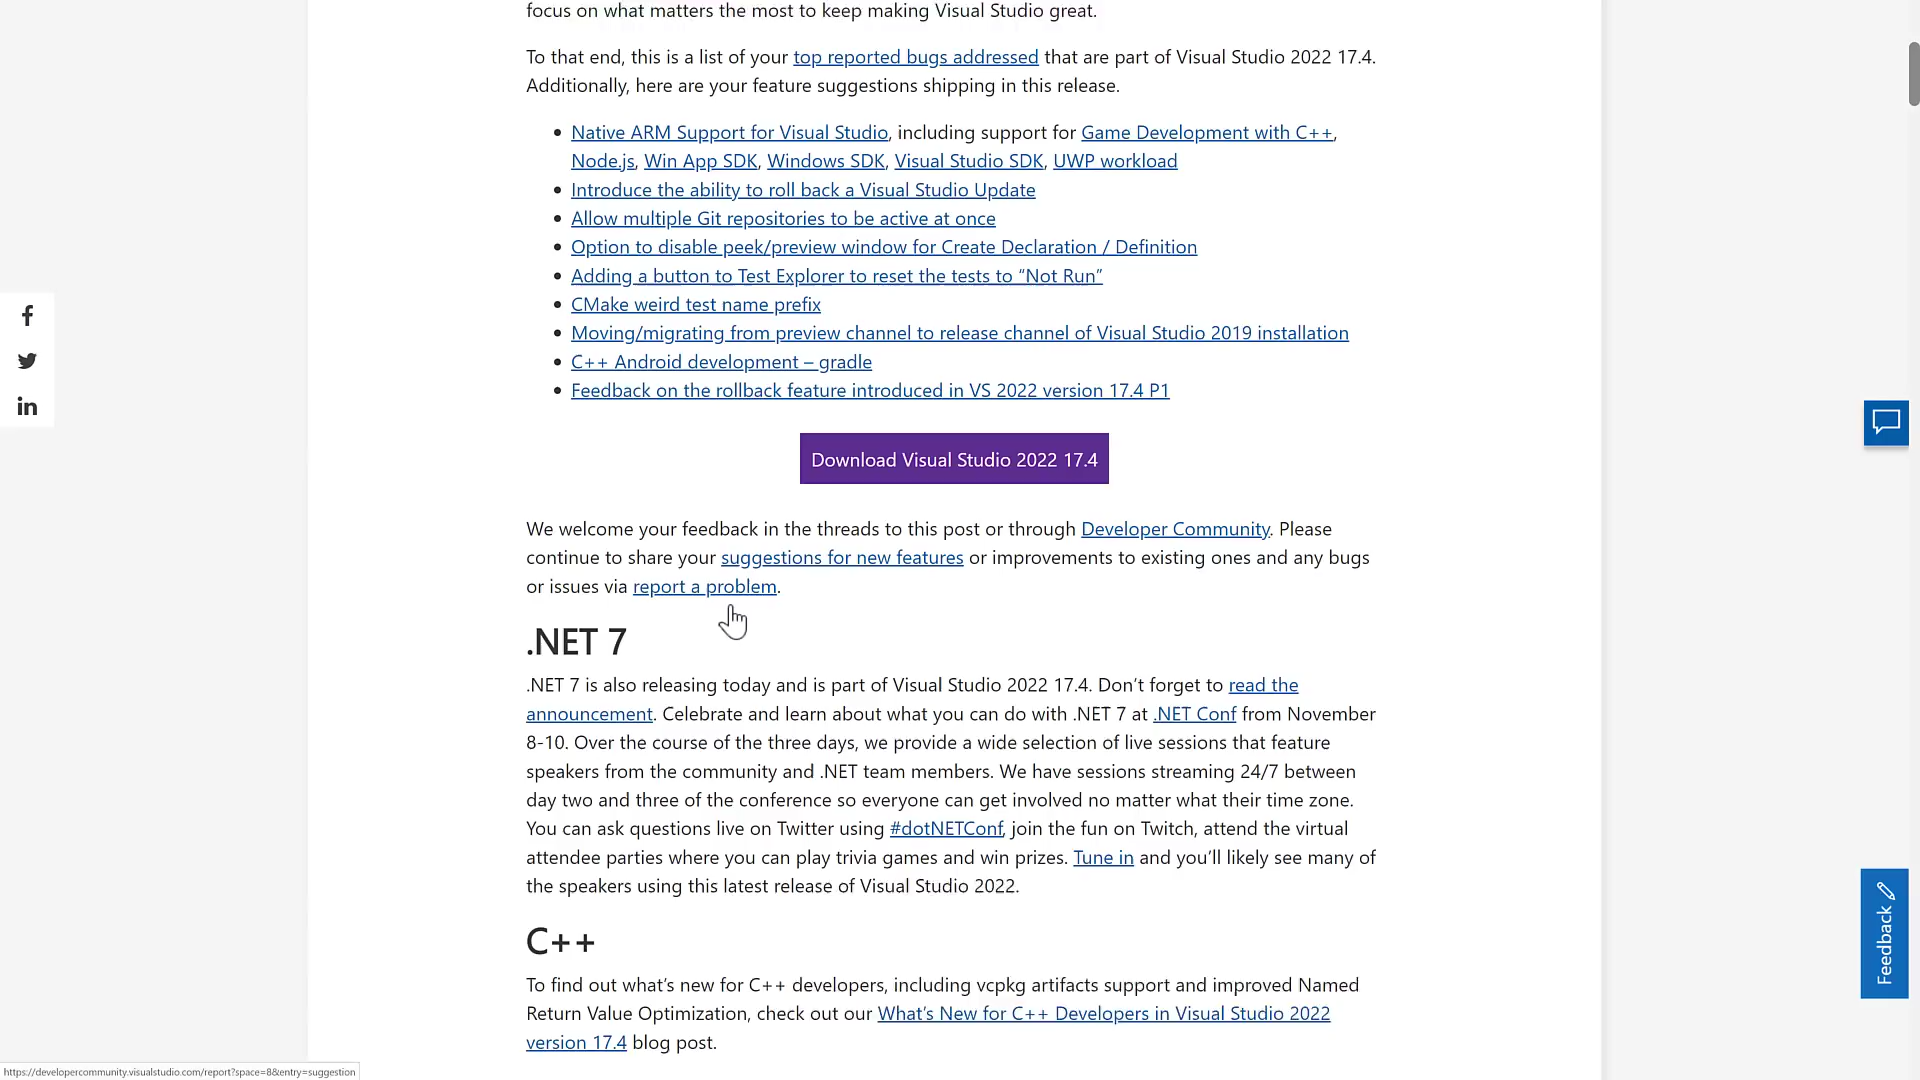 focus on what matters the most to keep making Visual Studio great.
To that end, this is a list of your top reported bugs addressed that are part of Visual Studio 2022 17.4.
Additionally, here are your feature suggestions shipping in this release.
• Native ARM Support for Visual Studio, including support for Game Development with C++,
Node.js, Win App SDK, Windows SDK, Visual Studio SDK, UWP workload
• Introduce the ability to roll back a Visual Studio Update
• Allow multiple Git repositories to be active at once
• Option to disable peek/preview window for Create Declaration / Definition
• Adding a button to Test Explorer to reset the tests to “Not Run”
• CMake weird test name prefix
• Moving/migrating from preview channel to release channel of Visual Studio 2019 installation
• C++ Android development – gradle
• Feedback on the rollback feature introduced in VS 2022 version 17.4 P1
Download Visual Studio 2022 17.4
We welcome your feedback in the threads to this post or through Developer Community. Please
continue to share your suggestions for new features or improvements to existing ones and any bugs
or issues via report a problem.
.NET 7
.NET 7 is also releasing today and is part of Visual Studio 2022 17.4. Don’t forget to read the
announcement. Celebrate and learn about what you can do with .NET 7 at .NET Conf from November
8-10. Over the course of the three days, we provide a wide selection of live sessions that feature
speakers from the community and .NET team members. We have sessions streaming 24/7 between
day two and three of the conference so everyone can get involved no matter what their time zone.
You can ask questions live on Twitter using #dotNETConf, join the fun on Twitch, attend the virtual
attendee parties where you can play trivia games and win prizes. Tune in and you’ll likely see many of
the speakers using this latest release of Visual Studio 2022.
C++
To find out what’s new for C++ developers, including vcpkg artifacts support and improved Named
Return Value Optimization, check out our What’s New for C++ Developers in Visual Studio 2022
version 17.4 blog post.
Feedback
https://developercommunity.visualstudio.com/report?space=8&entry=suggestion